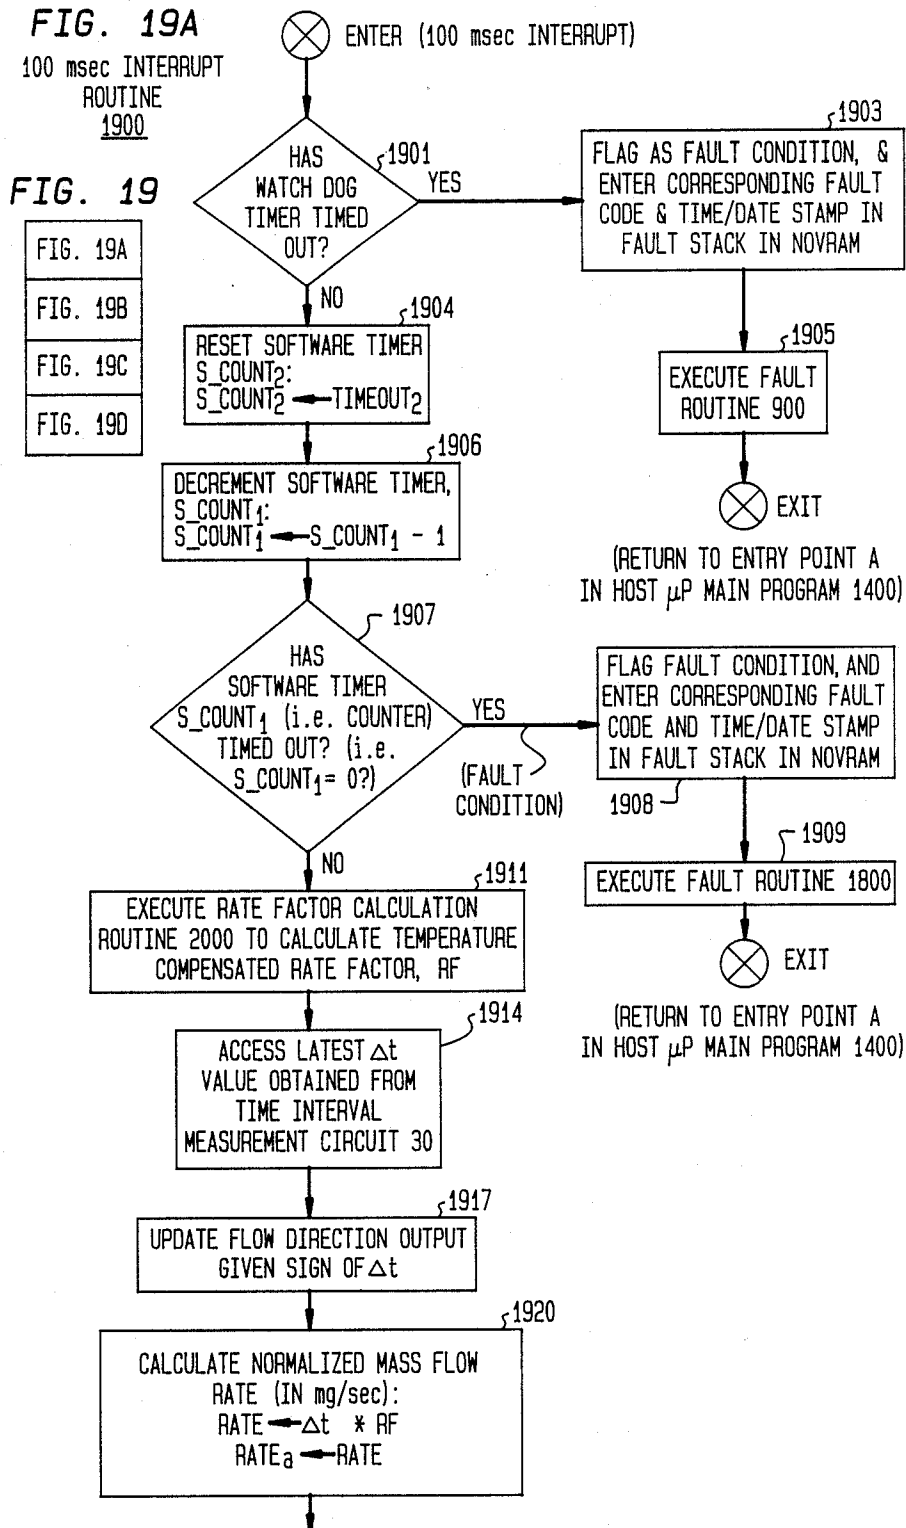 FIG. 19A
100 msec INTERRUPT
ROUTINE
1900
FIG. 19
FIG. 19A
FIG. 19B
FIG. 19C
FIG. 19D
ENTER (100 msec INTERRUPT)
1901
HAS
WATCH DOG
TIMER TIMED
OUT?
YES
NO
1903
FLAG AS FAULT CONDITION, &
ENTER CORRESPONDING FAULT
CODE & TIME/DATE STAMP IN
FAULT STACK IN NOVRAM
1905
EXECUTE FAULT
ROUTINE 900
EXIT
(RETURN TO ENTRY POINT A
IN HOST μP MAIN PROGRAM 1400)
1904
RESET SOFTWARE TIMER
S_COUNT2:
S_COUNT2 ← TIMEOUT2
1906
DECREMENT SOFTWARE TIMER,
S_COUNT1:
S_COUNT1 ← S_COUNT1 - 1
1907
HAS
SOFTWARE TIMER
S_COUNT1 (i.e. COUNTER)
TIMED OUT? (i.e.
S_COUNT1 = 0?)
YES
(FAULT
CONDITION)
NO
FLAG FAULT CONDITION, AND
ENTER CORRESPONDING FAULT
CODE AND TIME/DATE STAMP
IN FAULT STACK IN NOVRAM
1908
1909
EXECUTE FAULT ROUTINE 1800
EXIT
(RETURN TO ENTRY POINT A
IN HOST μP MAIN PROGRAM 1400)
1911
EXECUTE RATE FACTOR CALCULATION
ROUTINE 2000 TO CALCULATE TEMPERATURE
COMPENSATED RATE FACTOR, RF
1914
ACCESS LATEST Δt
VALUE OBTAINED FROM
TIME INTERVAL
MEASUREMENT CIRCUIT 30
1917
UPDATE FLOW DIRECTION OUTPUT
GIVEN SIGN OF Δt
1920
CALCULATE NORMALIZED MASS FLOW
RATE (IN mg/sec):
RATE ← Δt * RF
RATEa ← RATE